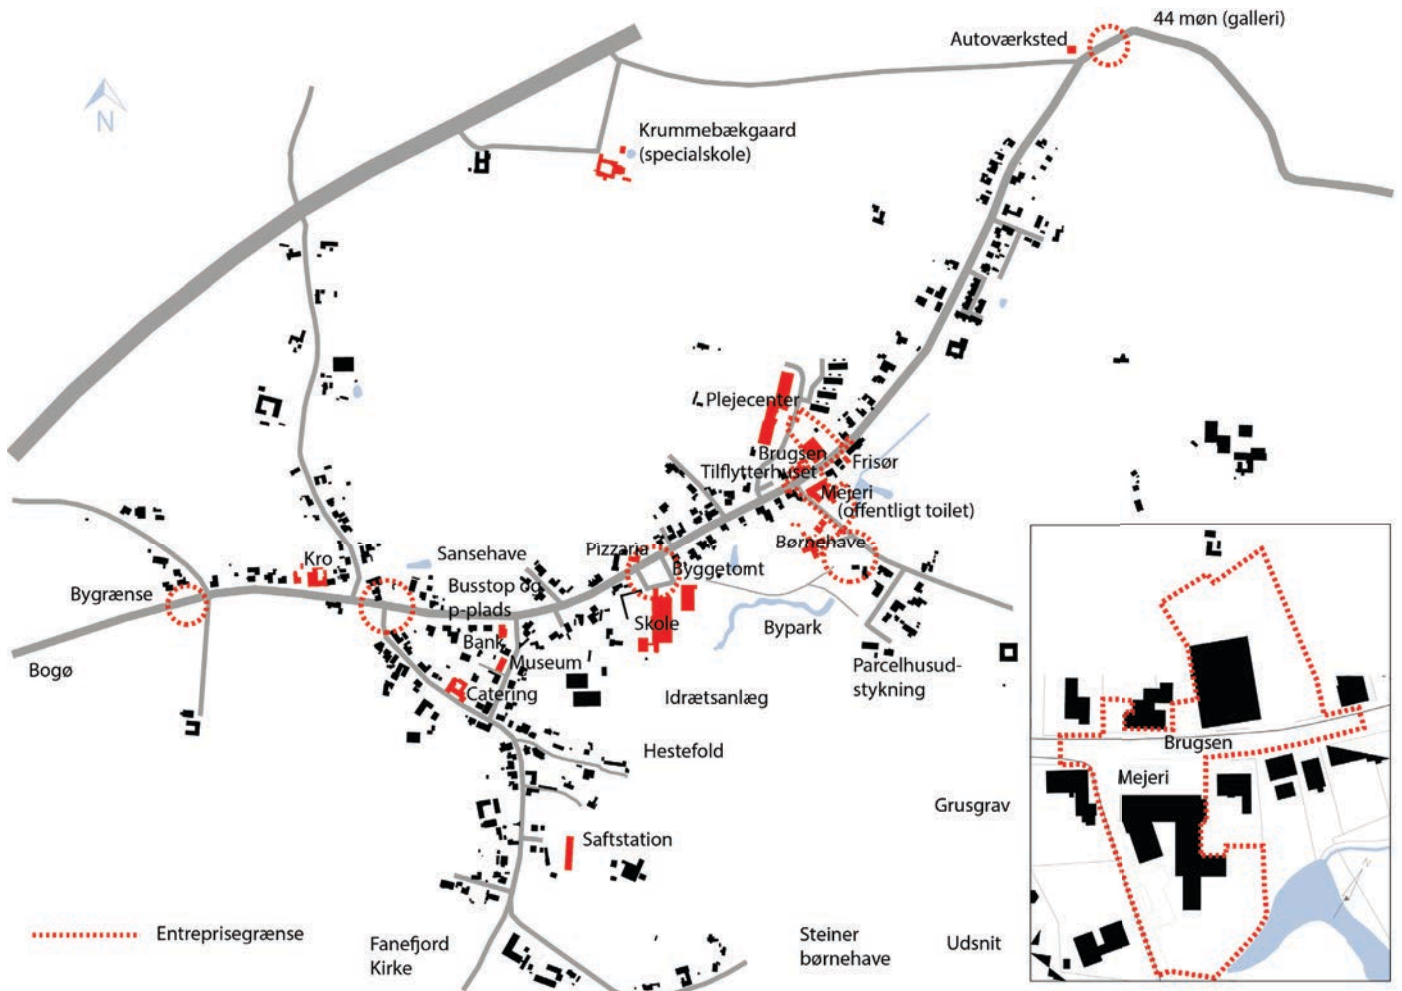 44 møn (galleri)
Autoværksted
N
Krummebækgaard
(specialskole)
Plejecenter
Brugsen
Frisør
Tilflytterhuset
Mejeri
(offentligt toilet)
Børnehave
Pizzaria
Byggetomt
Sansehave
Kro
Busstop og
p-plads
Bygrænse
Skole
Bypark
Bank
Museum
Bogø
Catering
Idrætsanlæg
Parcelhusud-
stykning
Hestefold
Grusgrav
Saftstation
Entreprisegrænse
Fanefjord
Kirke
Steiner
børnehave
Udsnit
Brugsen
Mejeri